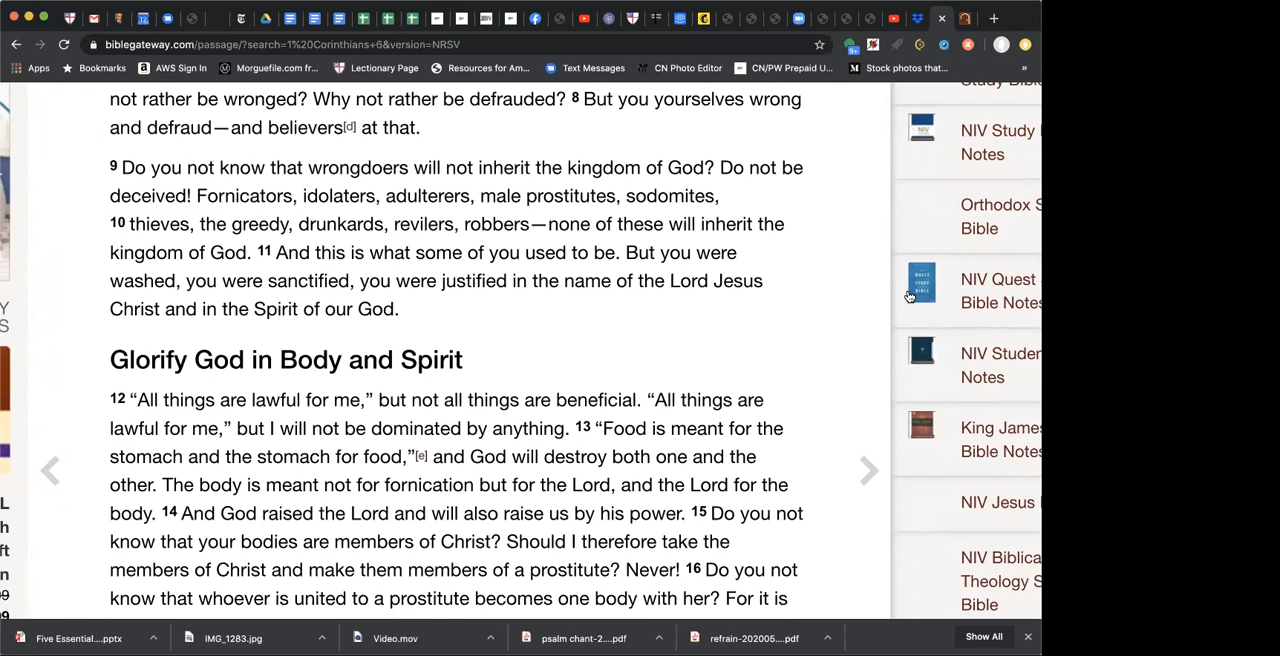 biblegateway.com/passage/?search=1%20Corinthians+6&version=NRSV
Apps Bookmarks AWS Sign In Morguefile.com fr... Lectionary Page Resources for Am... Text Messages CN Photo Editor CN/PW Prepaid U... Stock photos that... »
not rather be wronged? Why not rather be defrauded? 8 But you yourselves wrong
and defraud—and believers[d] at that.
9 Do you not know that wrongdoers will not inherit the kingdom of God? Do not be
deceived! Fornicators, idolaters, adulterers, male prostitutes, sodomites,
10 thieves, the greedy, drunkards, revilers, robbers—none of these will inherit the
kingdom of God. 11 And this is what some of you used to be. But you were
washed, you were sanctified, you were justified in the name of the Lord Jesus
Christ and in the Spirit of our God.
Glorify God in Body and Spirit
12 “All things are lawful for me,” but not all things are beneficial. “All things are
lawful for me,” but I will not be dominated by anything. 13 “Food is meant for the
stomach and the stomach for food,”[e] and God will destroy both one and the
other. The body is meant not for fornication but for the Lord, and the Lord for the
body. 14 And God raised the Lord and will also raise us by his power. 15 Do you not
know that your bodies are members of Christ? Should I therefore take the
members of Christ and make them members of a prostitute? Never! 16 Do you not
know that whoever is united to a prostitute becomes one body with her? For it is
Study Bible
NIV Study
Notes
Orthodox S
Bible
NIV Quest
Bible Notes
NIV Studen
Notes
King James
Bible Notes
NIV Jesus
NIV Biblica
Theology S
Bible
Y
S
L
h
ft
n
99
Five Essential....pptx IMG_1283.jpg Video.mov psalm chant-2....pdf refrain-202005....pdf Show All